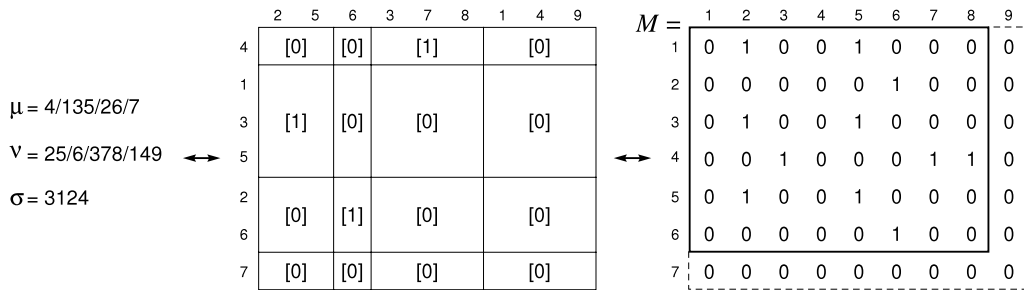 μ = 4/135/26/7
ν = 25/6/378/149
σ = 3124
2 5 6 3 7 8 1 4 9
4 [0] [0] [1] [0]
1
3 [1] [0] [0] [0]
5
2
[0] [1] [0] [0]
6
7 [0] [0] [0] [0]
M =
1 2 3 4 5 6 7 8 9
1 0 1 0 0 1 0 0 0 0
2 0 0 0 0 0 1 0 0 0
3 0 1 0 0 1 0 0 0 0
4 0 0 1 0 0 0 1 1 0
5 0 1 0 0 1 0 0 0 0
6 0 0 0 0 0 1 0 0 0
7 0 0 0 0 0 0 0 0 0